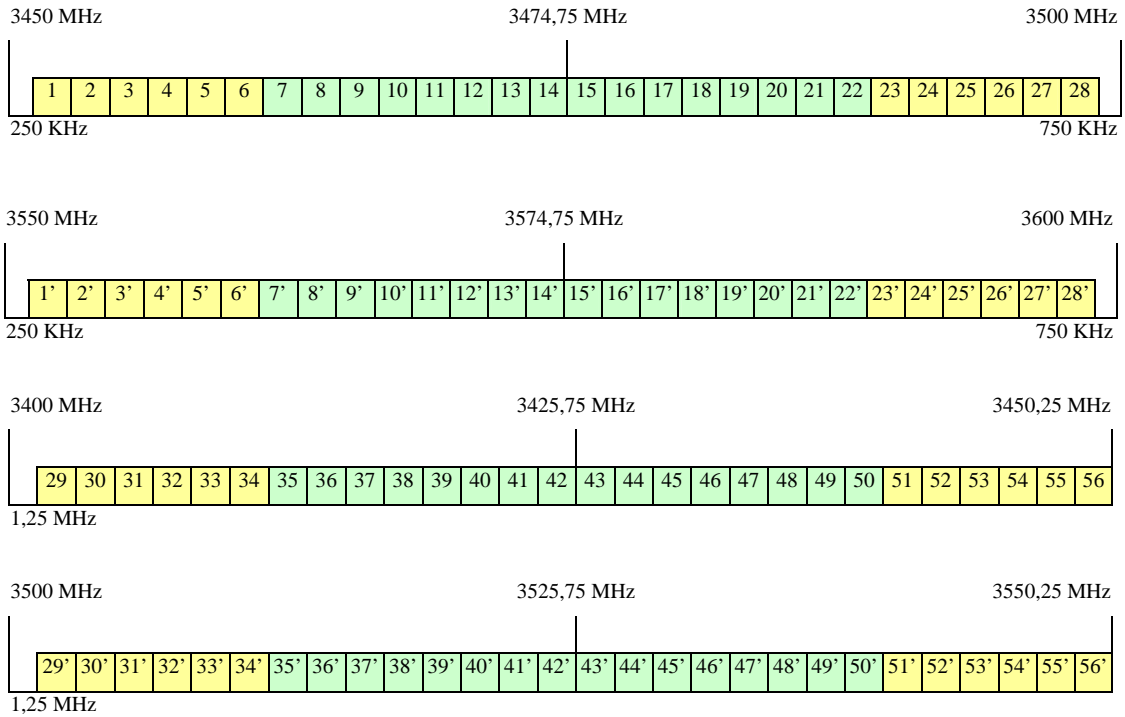 3450 MHz 3474,75 MHz 3500 MHz
1 2 3 4 5 6 7 8 9 10 11 12 13 14 15 16 17 18 19 20 21 22 23 24 25 26 27 28
250 KHz 750 KHz
3550 MHz 3574,75 MHz 3600 MHz
1’ 2’ 3’ 4’ 5’ 6’ 7’ 8’ 9’ 10’ 11’ 12’ 13’ 14’ 15’ 16’ 17’ 18’ 19’ 20’ 21’ 22’ 23’ 24’ 25’ 26’ 27’ 28’
250 KHz 750 KHz
3400 MHz 3425,75 MHz 3450,25 MHz
29 30 31 32 33 34 35 36 37 38 39 40 41 42 43 44 45 46 47 48 49 50 51 52 53 54 55 56
1,25 MHz
3500 MHz 3525,75 MHz 3550,25 MHz
29’ 30’ 31’ 32’ 33’ 34’ 35’ 36’ 37’ 38’ 39’ 40’ 41’ 42’ 43’ 44’ 45’ 46’ 47’ 48’ 49’ 50’ 51’ 52’ 53’ 54’ 55’ 56’
1,25 MHz